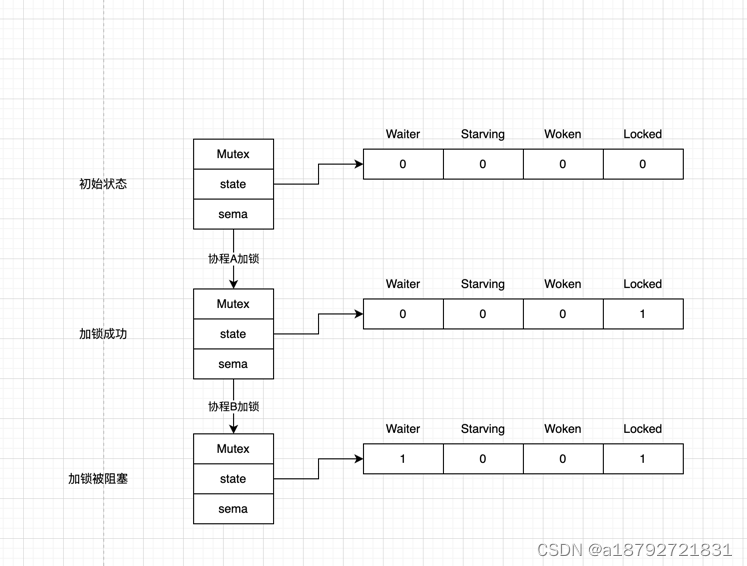 Waiter Starving Woken Locked
Mutex
0 0 0 0
初始状态 state
sema
协程A加锁
Waiter Starving Woken Locked
Mutex
0 0 0 1
加锁成功 state
sema
协程B加锁
Waiter Starving Woken Locked
Mutex
1 0 0 1
加锁被阻塞 state
sema
CSDN @a18792721831